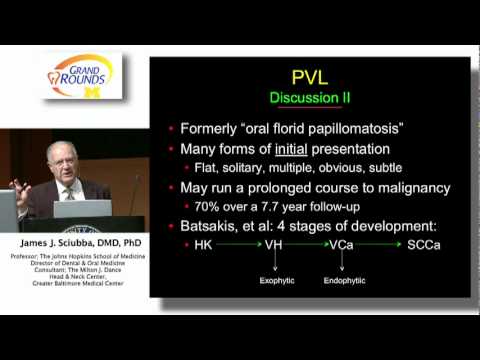 GRAND
ROUNDS
M
James J. Sciubba, DMD, PhD
Professor; The Johns Hopkins School of Medicine
Director of Dental & Oral Medicine
Consultant; The Milton J. Dance
Head & Neck Center,
Greater Baltimore Medical Center
PVL
Discussion II
• Formerly “oral florid papillomatosis”
• Many forms of initial presentation
Flat, solitary, multiple, obvious, subtle
• May run a prolonged course to malignancy
• 70% over a 7.7 year follow-up
• Batsakis, et al: 4 stages of development:
• HK VH VCa SCCa
Exophytic Endophytiic